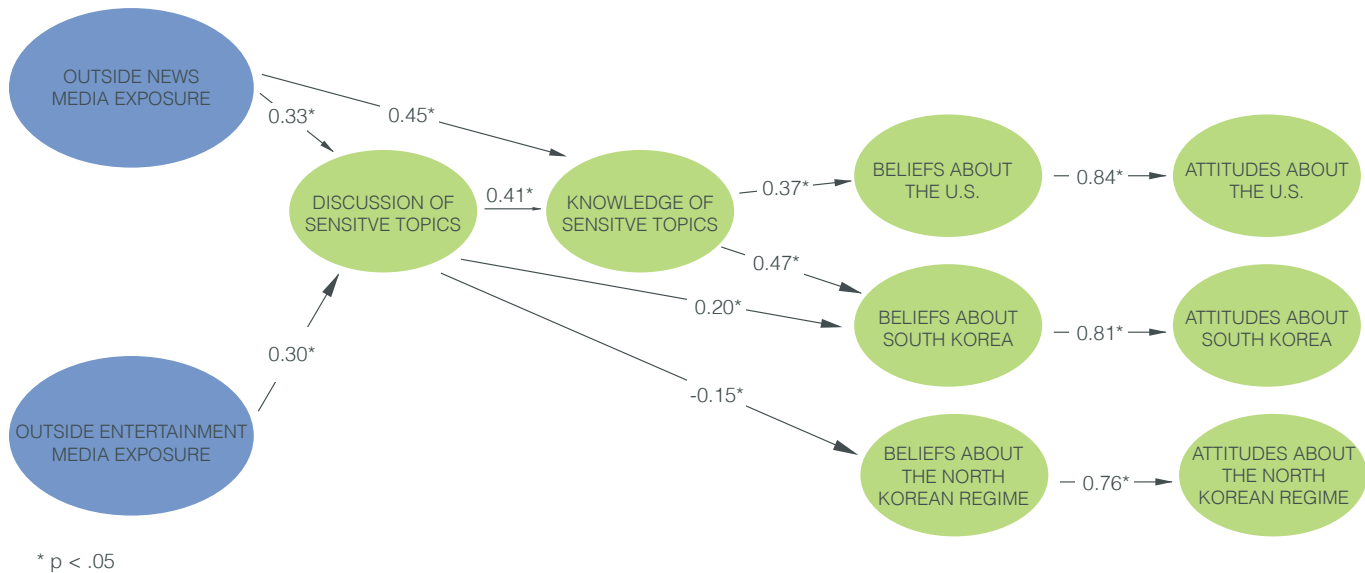 OUTSIDE NEWS
MEDIA EXPOSURE
0.33*
0.45*
DISCUSSION OF
SENSITVE TOPICS
0.41*
KNOWLEDGE OF
SENSITVE TOPICS
0.37*
BELIEFS ABOUT
THE U.S.
0.84*
ATTITUDES ABOUT
THE U.S.
0.47*
0.20*
BELIEFS ABOUT
SOUTH KOREA
0.81*
ATTITUDES ABOUT
SOUTH KOREA
0.30*
-0.15*
OUTSIDE ENTERTAINMENT
MEDIA EXPOSURE
BELIEFS ABOUT
THE NORTH
KOREAN REGIME
0.76*
ATTITUDES ABOUT
THE NORTH
KOREAN REGIME
* p < .05